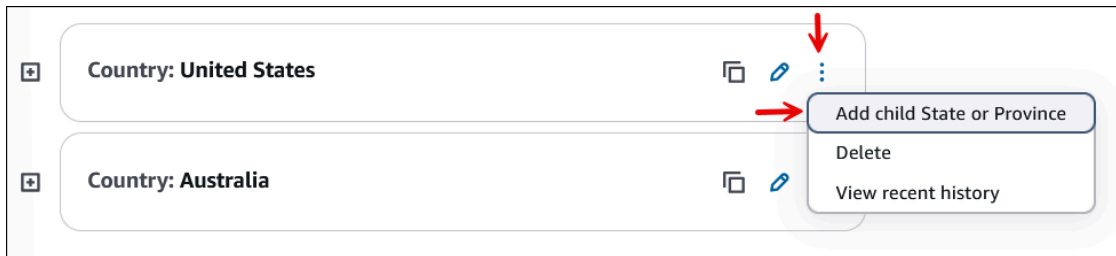 Country: United States
Add child State or Province
Delete
Country: Australia
View recent history